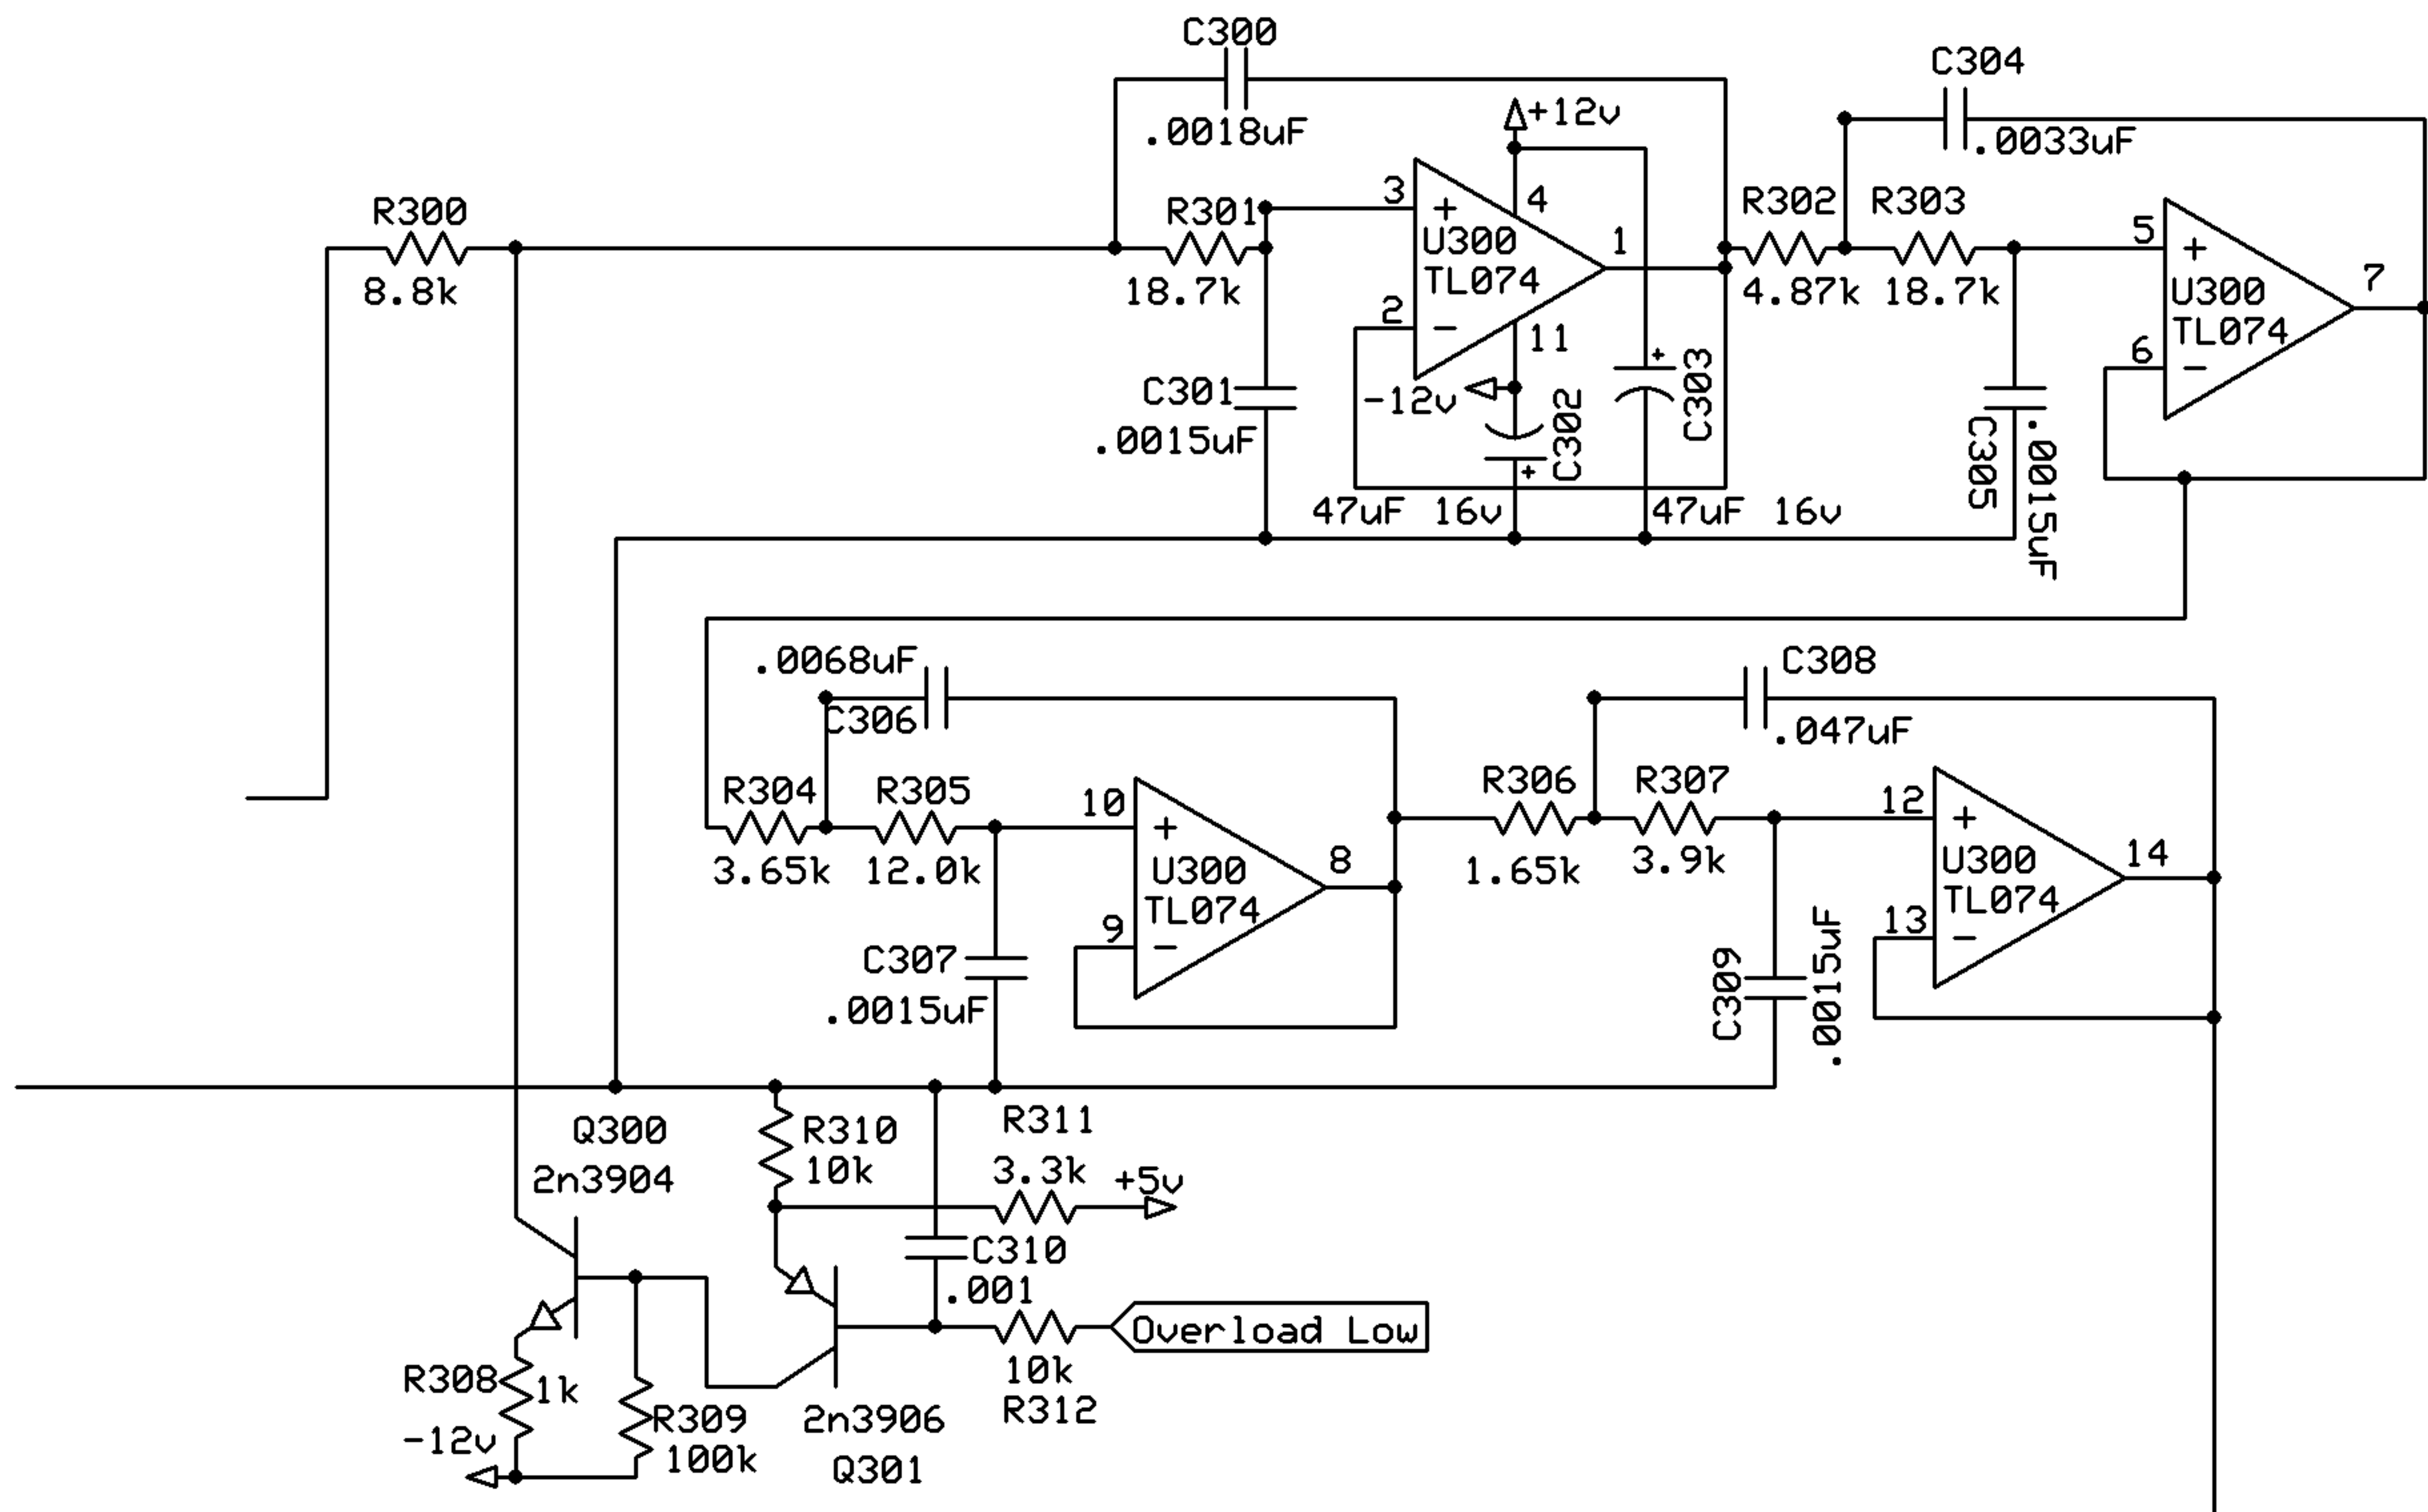 C300
.0018uF
C304
.0033uF
+12v
R300
8.8k
R301
18.7k
3
+
U300
TL074
4
1
2
-
11
-12v
R302
4.87k
R303
18.7k
5
+
U300
TL074
7
6
-
C301
.0015uF
C302
+
47uF 16v
C303
+
47uF 16v
C305
.0015uF
.0068uF
C306
C308
.047uF
R304
3.65k
R305
12.0k
10
+
U300
TL074
8
9
-
R306
1.65k
R307
3.9k
12
+
U300
TL074
14
13
-
C307
.0015uF
C309
.0015uF
Q300
2n3904
R310
10k
R311
3.3k
+5v
C310
.001
Overload Low
10k
R312
R308
1k
-12v
R309
100k
2n3906
Q301